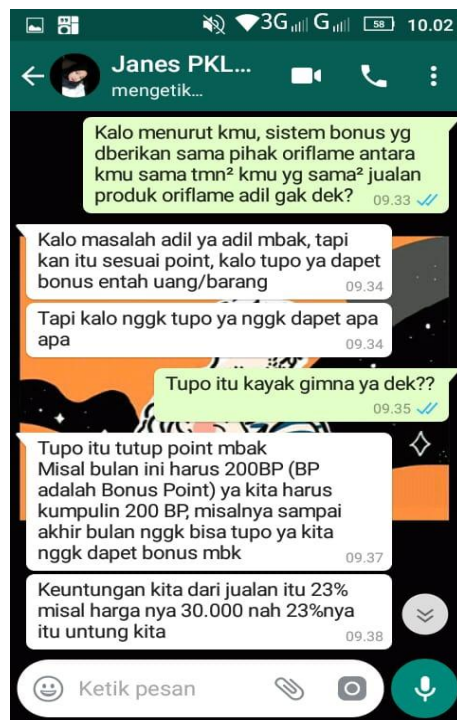 3G G 58 10.02
Janes PKL...
mengetik...
Kalo menurut kmu, sistem bonus yg
dberikan sama pihak oriflame antara
kmu sama tmn² kmu yg sama² jualan
produk oriflame adil gak dek? 09.33
Kalo masalah adil ya adil mbak, tapi
kan itu sesuai point, kalo tupo ya dapet
bonus entah uang/barang 09.34
Tapi kalo nggk tupo ya nggk dapet apa
apa 09.34
Tupo itu kayak gimna ya dek??
09.35
Tupo itu tutup point mbak
Misal bulan ini harus 200BP (BP
adalah Bonus Point) ya kita harus
kumpulin 200 BP, misalnya sampai
akhir bulan nggk bisa tupo ya kita
nggk dapet bonus mbk 09.37
Keuntungan kita dari jualan itu 23%
misal harga nya 30.000 nah 23%nya
itu untung kita 09.38
Ketik pesan